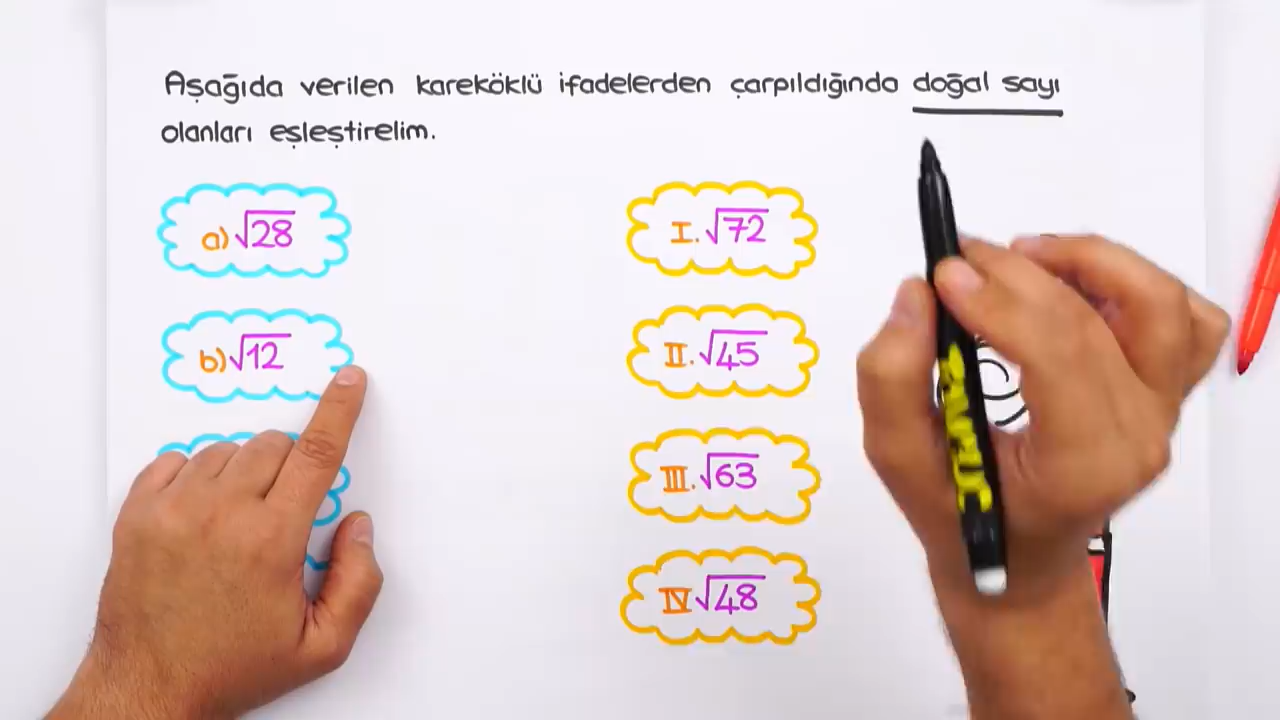 Aşağıda verilen kareköklü ifadelerden çarpıldığında doğal sayı
olanları eşleştirelim.
a) √28
I. √72
b) √12
II. √45
III. √63
IV √48